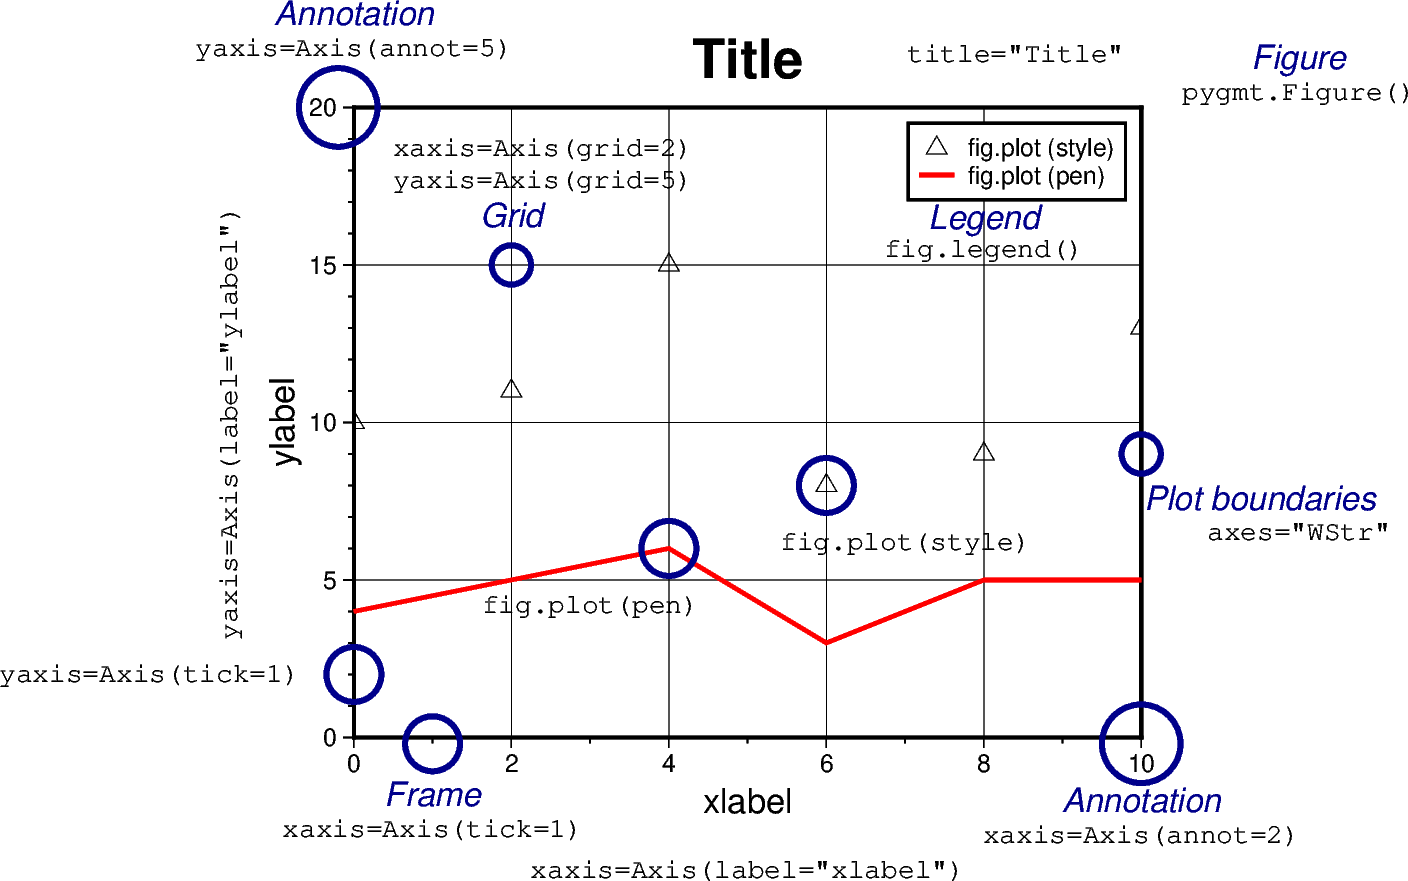 Annotation
yaxis=Axis(annot=5)
Title
title="Title"
Figure
pygmt.Figure()
xaxis=Axis(grid=2)
yaxis=Axis(grid=5)
Grid
fig.plot (style)
fig.plot (pen)
Legend
fig.legend()
20
15
10
5
0
ylabel
yaxis=Axis(label="ylabel")
Plot boundaries
axes="WStr"
fig.plot(style)
fig.plot(pen)
yaxis=Axis(tick=1)
0
2
4
6
8
10
Frame
xaxis=Axis(tick=1)
xlabel
xaxis=Axis(label="xlabel")
Annotation
xaxis=Axis(annot=2)